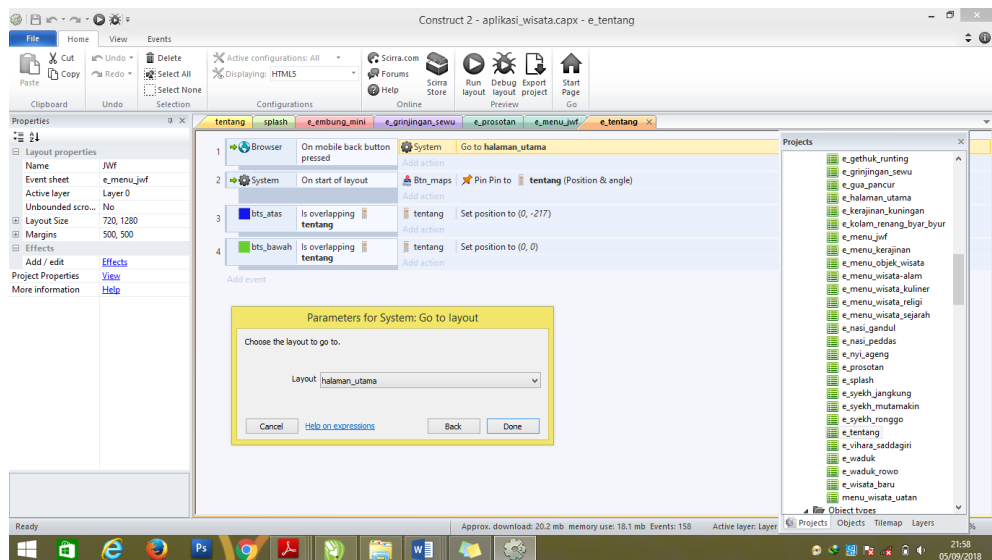 Construct 2 - aplikasi_wisata.capx - e_tentang
File Home View Events
Paste
Cut
Copy
Clipboard
Undo
Redo
Undo
Delete
Select All
Select None
Selection
Active configurations: All
Displaying: HTML5
Configurations
Scirra.com
Forums
Help
Scirra Store
Online
Run layout
Debug layout
Export project
Preview
Start Page
Go
Properties
Layout properties
Name JWf
Event sheet e_menu_jwf
Active layer Layer 0
Unbounded scro... No
Layout Size 720, 1280
Margins 500, 500
Effects
Add / edit Effects
Project Properties View
More information Help
tentang splash e_embung_mini e_grinjingan_sewu e_prosotan e_menu_jwf e_tentang
1 Browser On mobile back button pressed System Go to halaman_utama
Add action
2 System On start of layout Btn_maps Pin Pin to tentang (Position & angle)
Add action
3 bts_atas Is overlapping tentang tentang Set position to (0, -217)
Add action
4 bts_bawah Is overlapping tentang tentang Set position to (0, 0)
Add action
Add event
Parameters for System: Go to layout
Choose the layout to go to.
Layout halaman_utama
Cancel Help on expressions Back Done
Projects
e_gethuk_runting
e_grinjingan_sewu
e_gua_pancur
e_halaman_utama
e_kerajinan_kuningan
e_kolam_renang_byar_byur
e_menu_jwf
e_menu_kerajinan
e_menu_objek_wisata
e_menu_wisata-alam
e_menu_wisata_kuliner
e_menu_wisata_religi
e_menu_wisata_sejarah
e_nasi_gandul
e_nasi_peddas
e_nyi_ageng
e_prosotan
e_splash
e_syekh_jangkung
e_syekh_mutamakin
e_syekh_ronggo
e_tentang
e_vihara_saddagiri
e_waduk
e_waduk_rowo
e_wisata_baru
menu_wisata_uatan
Object types
Projects Objects Tilemap Layers
Ready
Approx. download: 20.2 mb memory use: 18.1 mb Events: 158 Active layer: Layer
%
Ps
21:58
05/09/2018